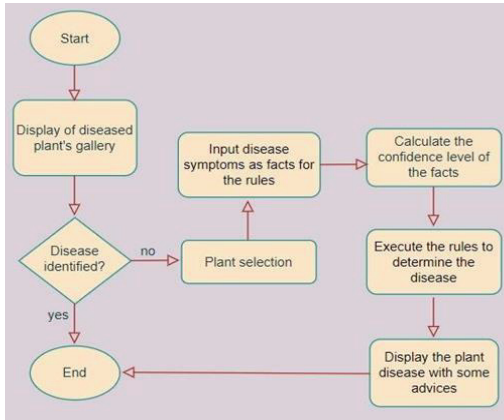 Start
Display of diseased
plant's gallery
Disease
identified?
no
yes
End
Plant selection
Input disease
symptoms as facts for
the rules
Calculate the
confidence level of
the facts
Execute the rules to
determine the
disease
Display the plant
disease with some
advices